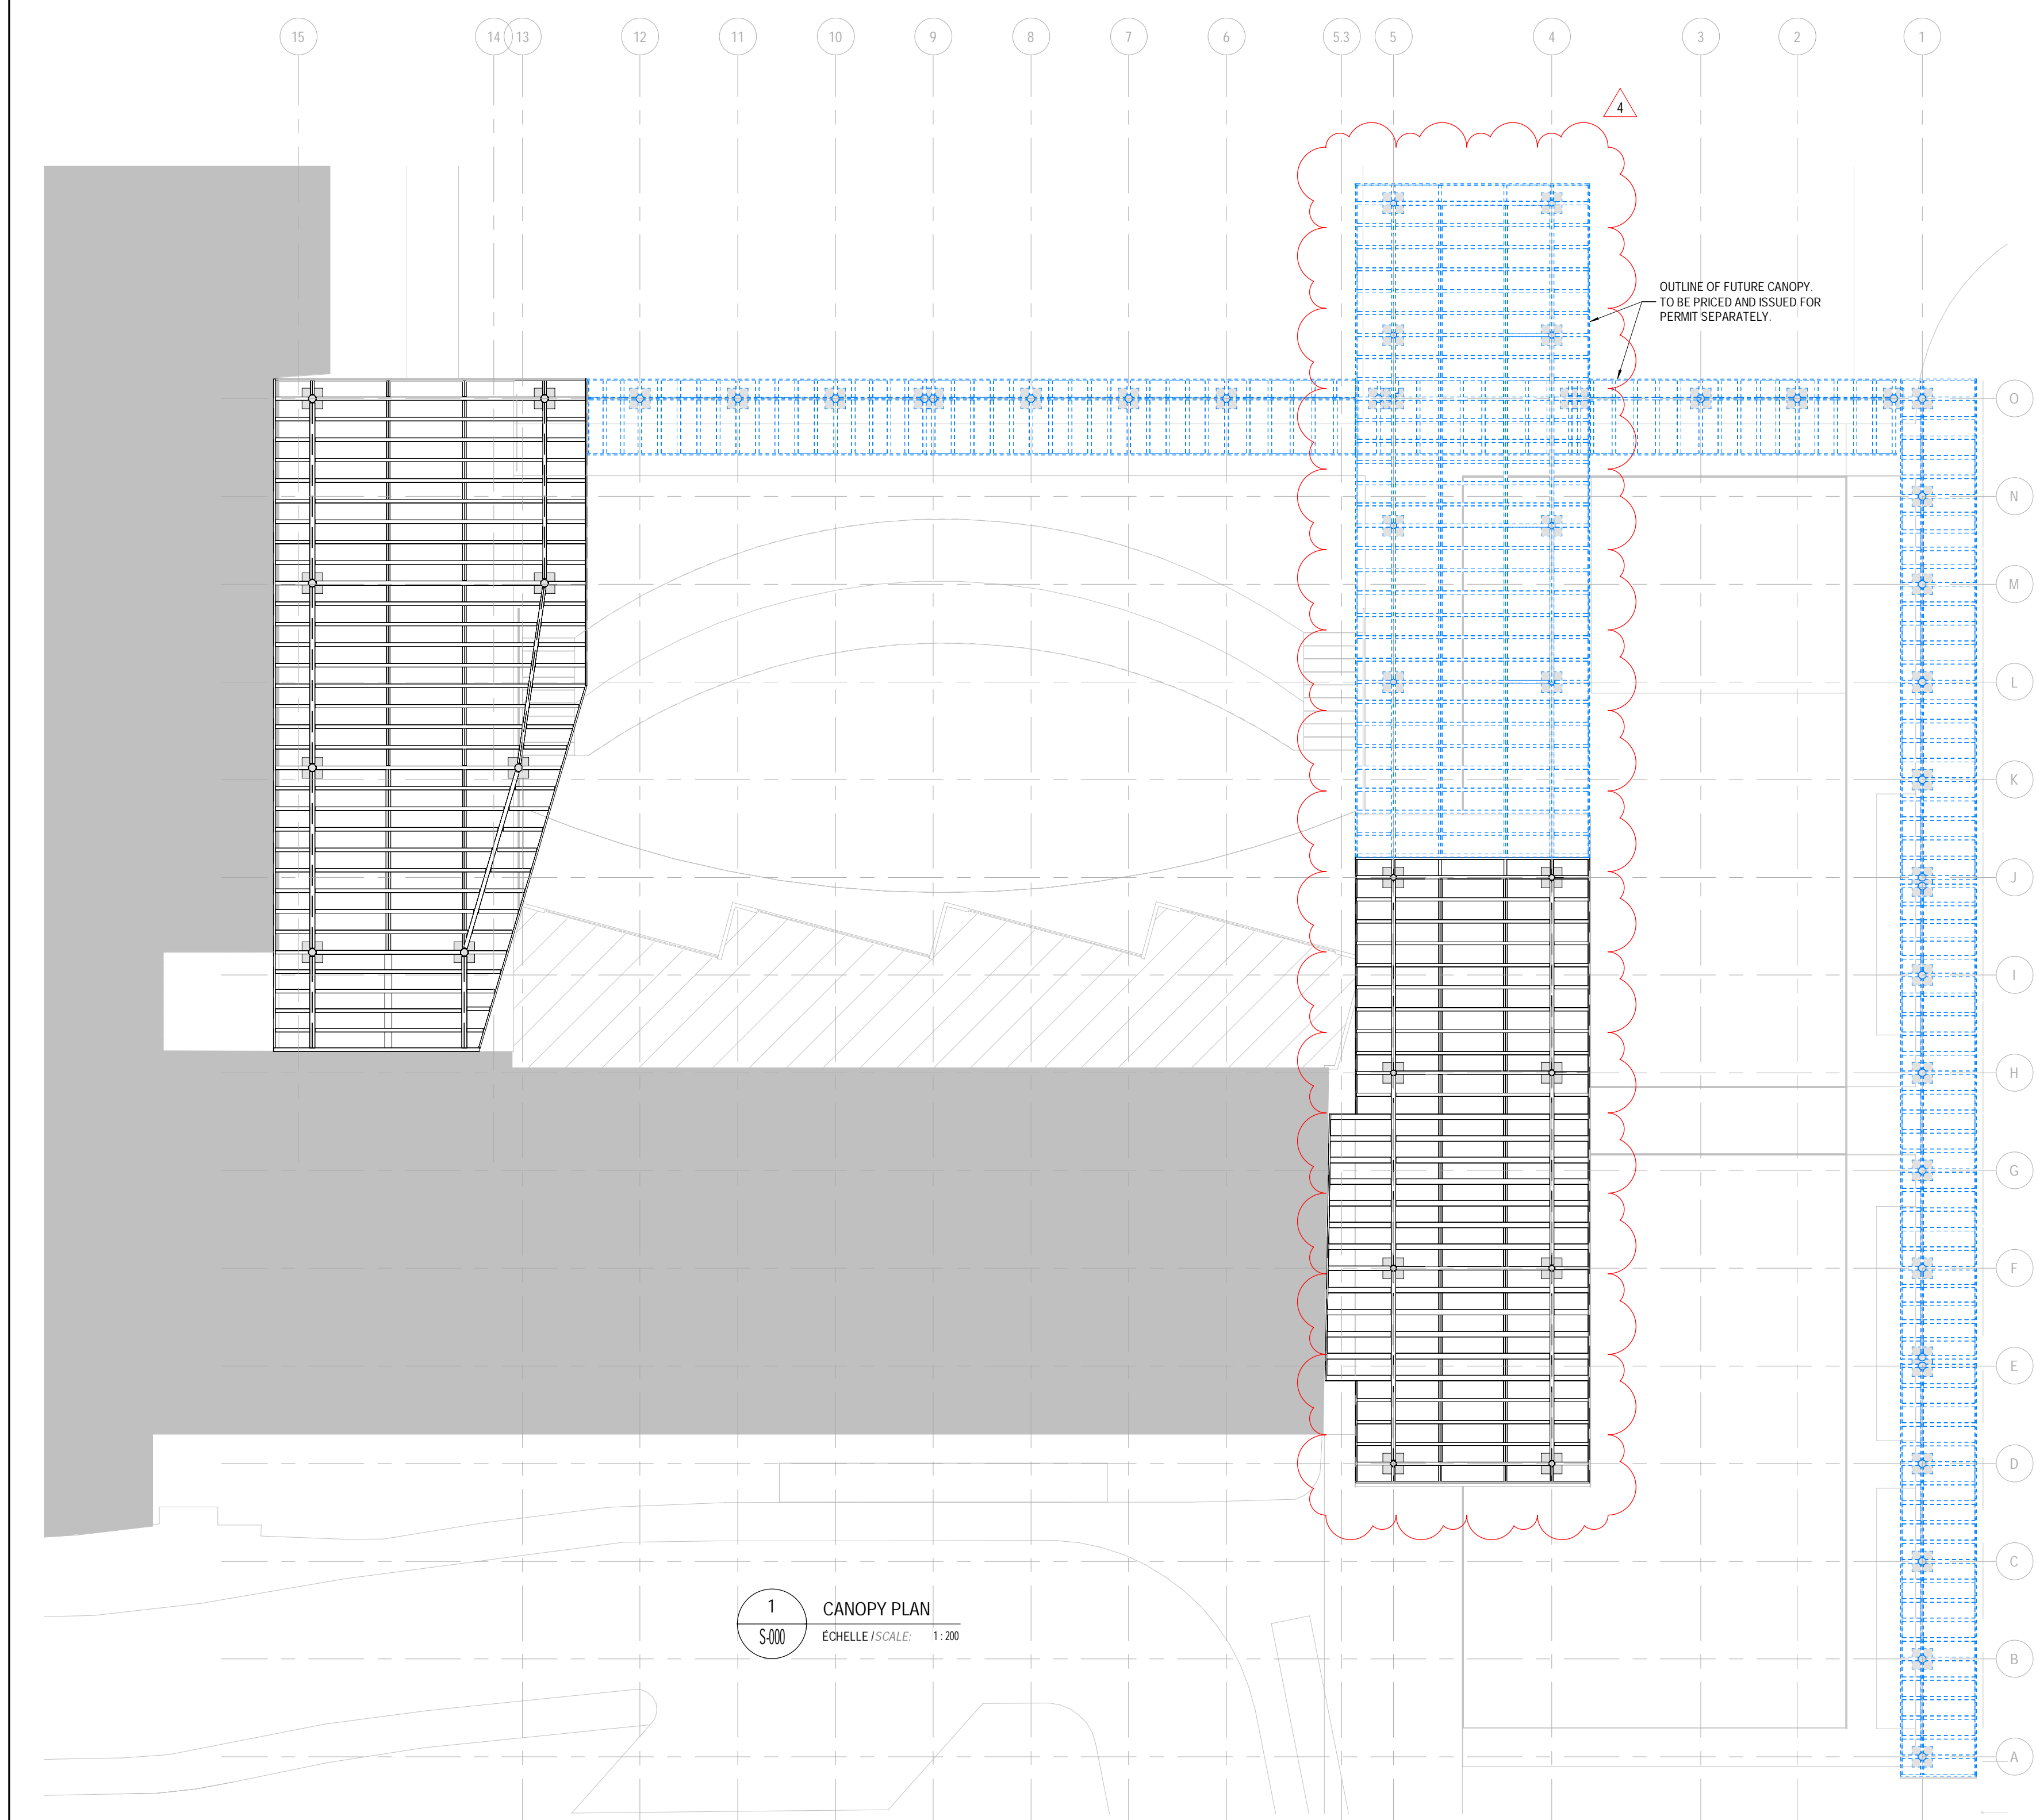 15
14
13
12
11
10
9
8
7
6
5.3
5
4
3
2
1
4
OUTLINE OF FUTURE CANOPY.
TO BE PRICED AND ISSUED FOR
PERMIT SEPARATELY.
O
N
M
L
K
J
I
H
G
F
E
D
C
B
A
1
S-000
CANOPY PLAN
ÉCHELLE / SCALE: 1 : 200